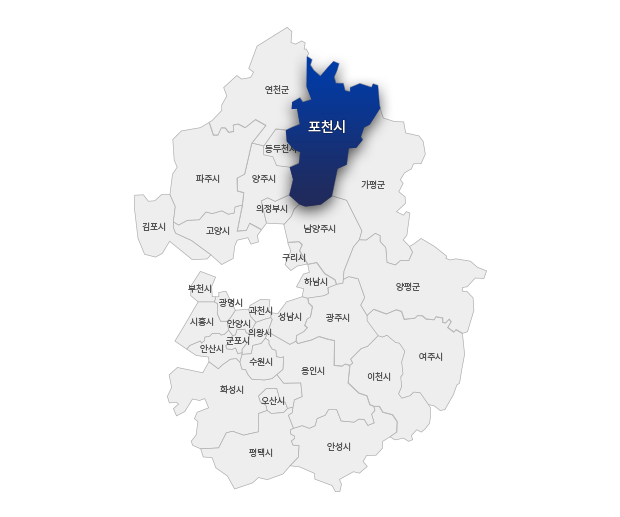 연천군
포천시
동두천시
파주시
양주시
가평군
의정부시
김포시
고양시
남양주시
구리시
하남시
부천시
양평군
광명시
과천시
시흥시
안양시
성남시
광주시
의왕시
군포시
안산시
여주시
수원시
용인시
이천시
화성시
오산시
안성시
평택시